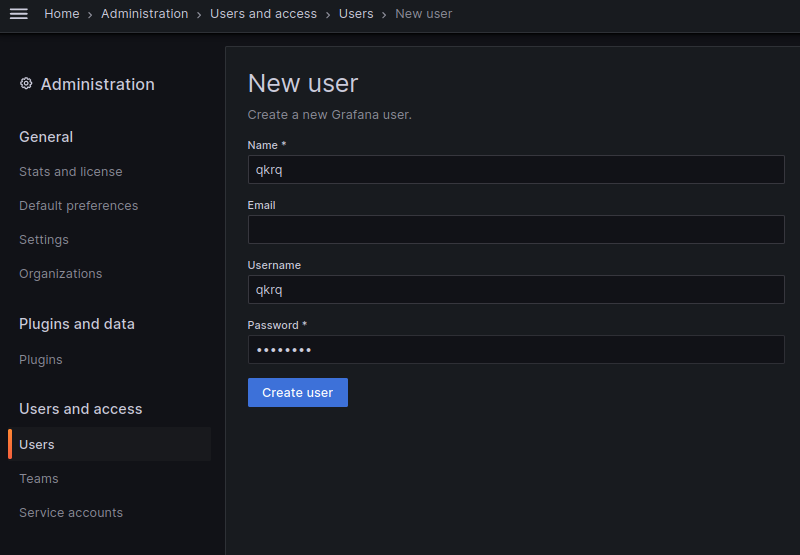 Home › Administration › Users and access › Users › New user
Administration
General
Stats and license
Default preferences
Settings
Organizations
Plugins and data
Plugins
Users and access
Users
Teams
Service accounts
New user
Create a new Grafana user.
Name *
qkrq
Email
Username
qkrq
Password *
••••••••
Create user